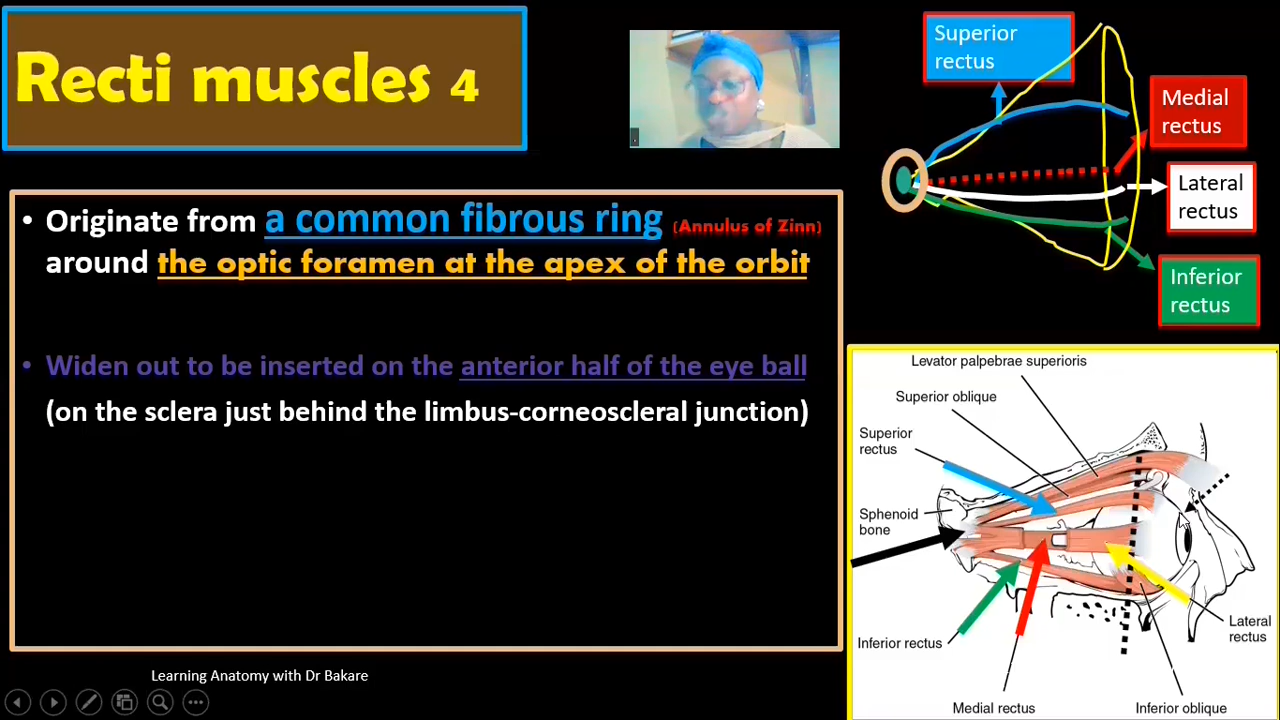 Recti muscles 4
• Originate from a common fibrous ring (Annulus of Zinn)
around the optic foramen at the apex of the orbit
• Widen out to be inserted on the anterior half of the eye ball
(on the sclera just behind the limbus-corneoscleral junction)
Learning Anatomy with Dr Bakare
Superior
rectus
Medial
rectus
Lateral
rectus
Inferior
rectus
Levator palpebrae superioris
Superior oblique
Superior
rectus
Sphenoid
bone
Inferior rectus
Medial rectus
Lateral
rectus
Inferior oblique